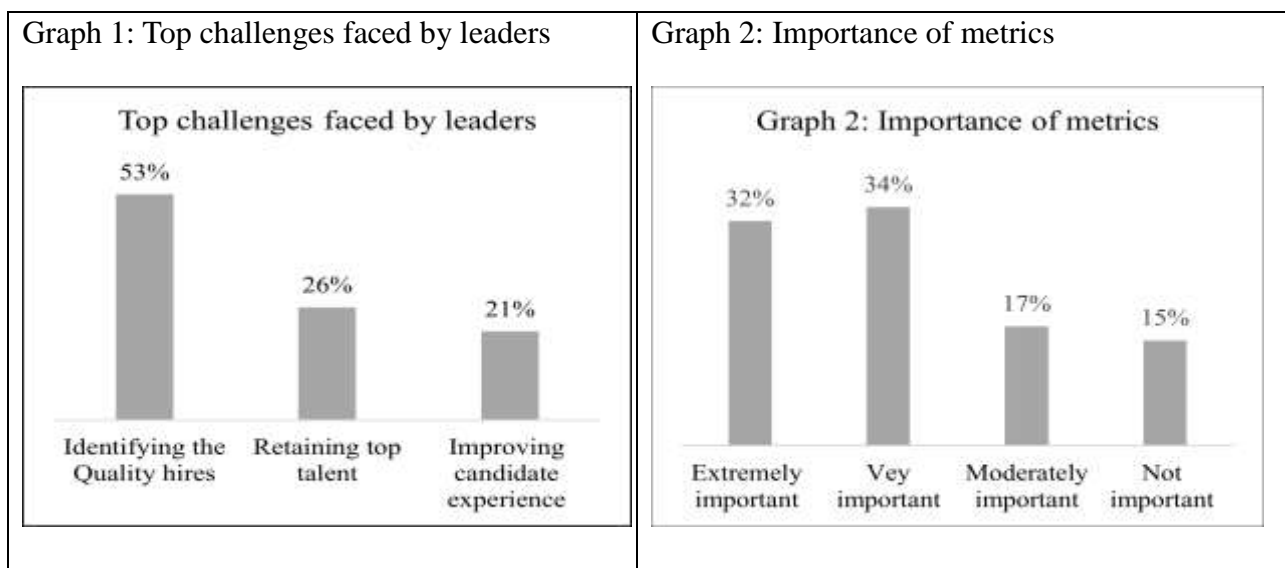 Graph 1: Top challenges faced by leaders
Top challenges faced by leaders
53%
26%
21%
Identifying the
Quality hires
Retaining top
talent
Improving
candidate
experience
Graph 2: Importance of metrics
Graph 2: Importance of metrics
32%
34%
17%
15%
Extremely
important
Vey
important
Moderately
important
Not
important